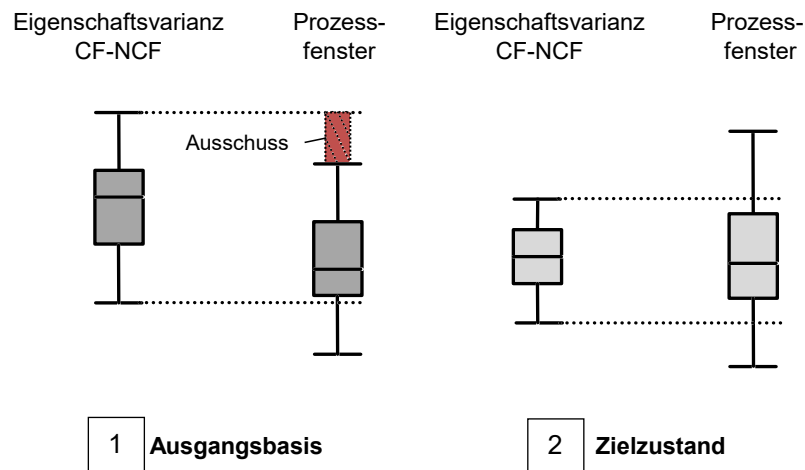 Eigenschaftsvarianz
CF-NCF
Prozess-
fenster
Eigenschaftsvarianz
CF-NCF
Prozess-
fenster
Ausschuss
1 Ausgangsbasis
2 Zielzustand